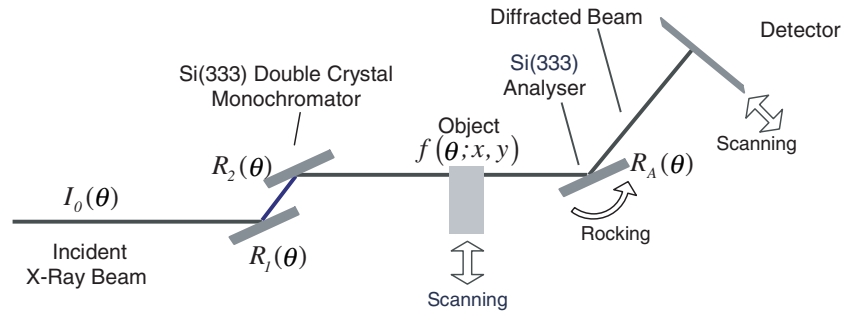 Diffracted Beam
Detector
Si(333)
Analyser
Si(333) Double Crystal
Monochromator
Object
f(θ;x,y)
Scanning
R₂(θ)
R_A(θ)
I₀(θ)
Rocking
Incident
X-Ray Beam
R₁(θ)
Scanning